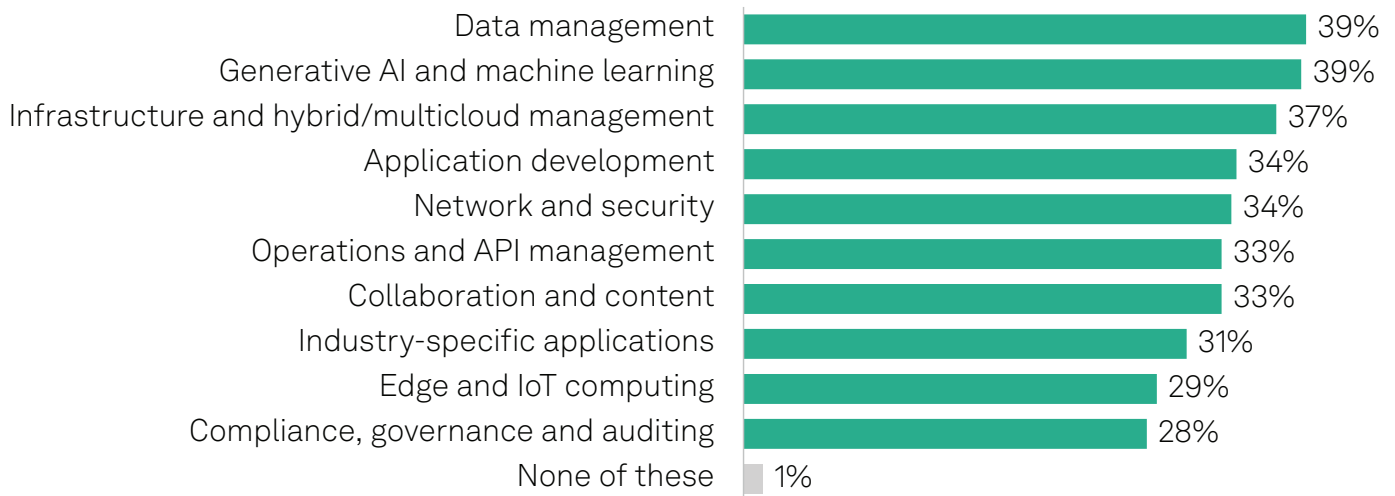 Data management 39%
Generative AI and machine learning 39%
Infrastructure and hybrid/multicloud management 37%
Application development 34%
Network and security 34%
Operations and API management 33%
Collaboration and content 33%
Industry-specific applications 31%
Edge and IoT computing 29%
Compliance, governance and auditing 28%
None of these 1%